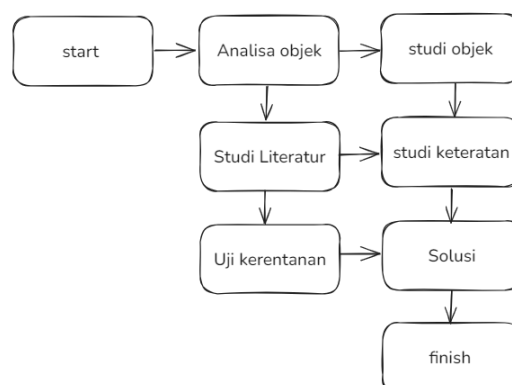 start
Analisa objek
studi objek
Studi Literatur
studi keteratan
Uji kerentanan
Solusi
finish